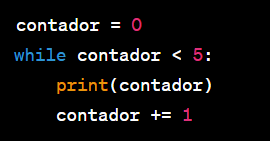 contador = 0
while contador < 5:
    print(contador)
    contador += 1